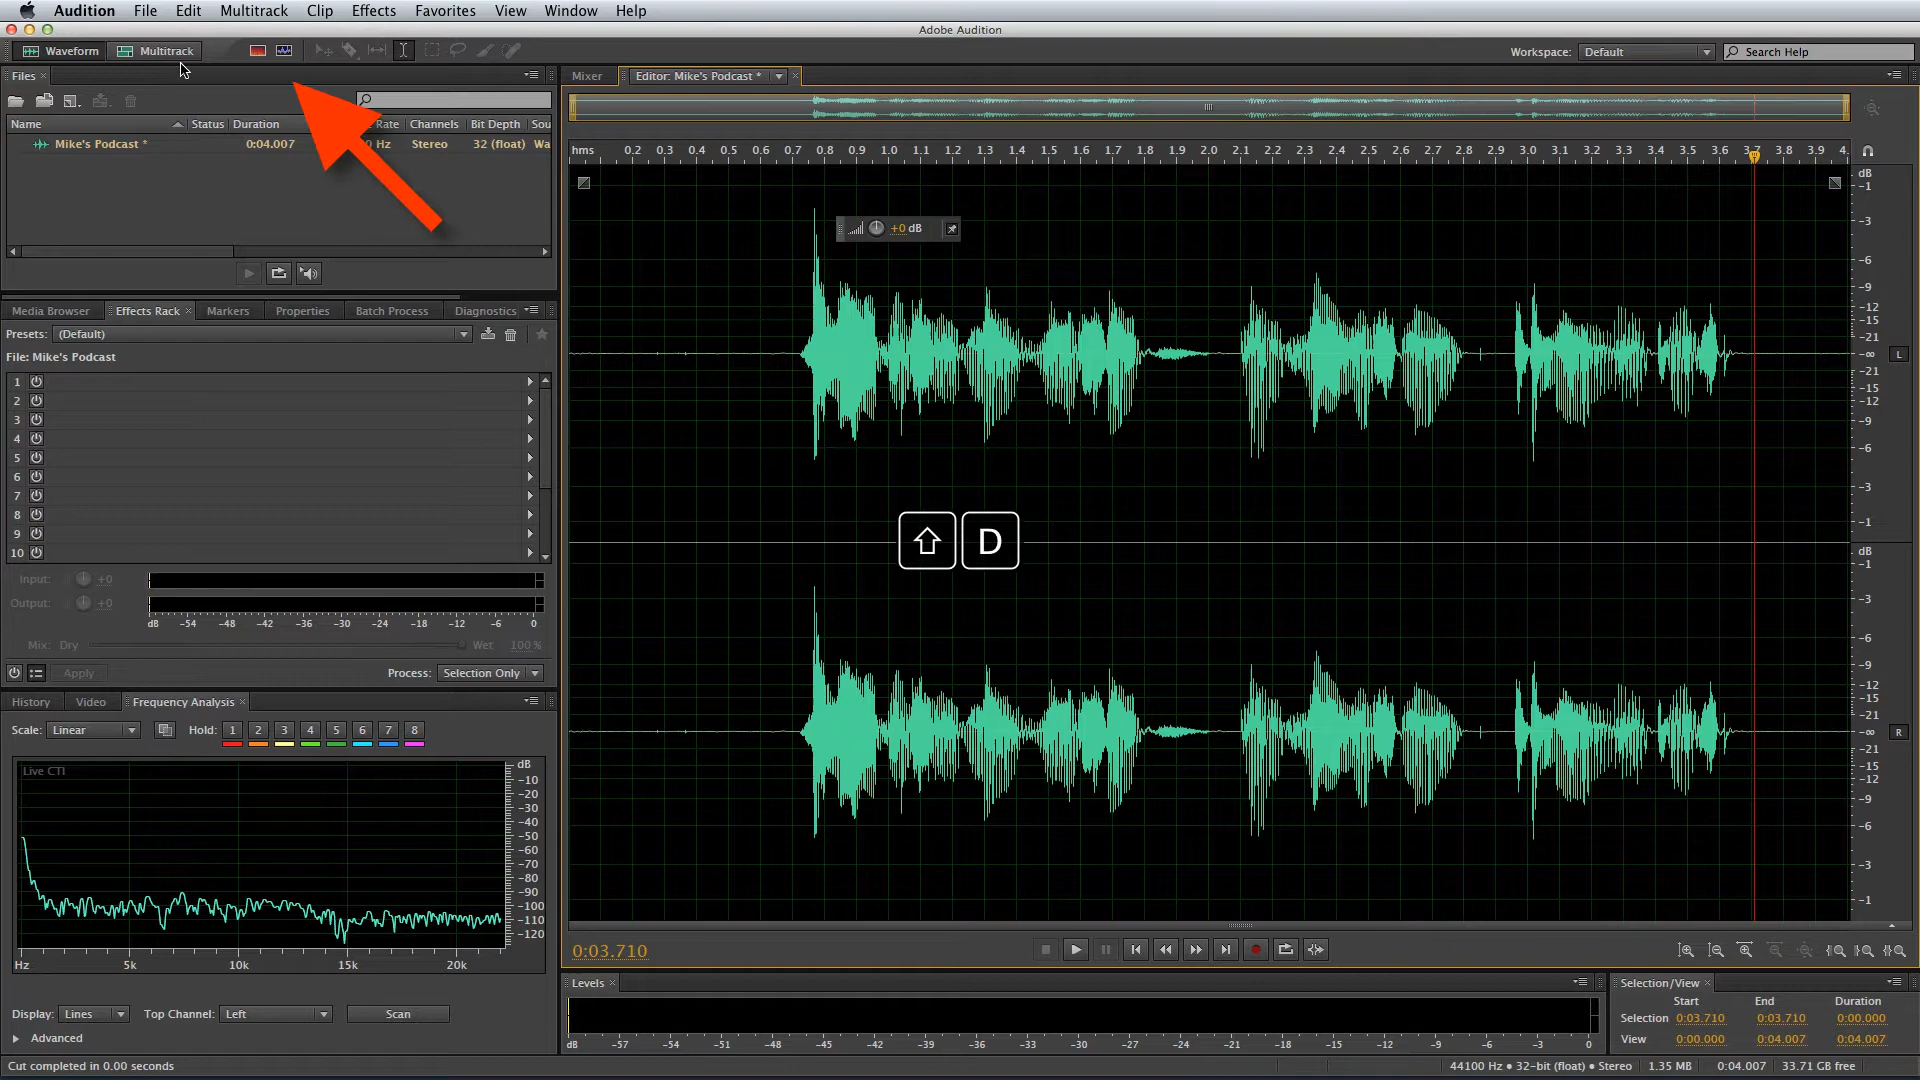 Audition File Edit Multitrack Clip Effects Favorites View Window Help
Adobe Audition
Waveform Multitrack Workspace: Default Search Help
Files × Mixer Editor: Mike's Podcast * ×
Name Status Duration Rate Channels Bit Depth Sou
Mike's Podcast * 0:04.007 0 Hz Stereo 32 (float) Wa
hms 0.2 0.3 0.4 0.5 0.6 0.7 0.8 0.9 1.0 1.1 1.2 1.3 1.4 1.5 1.6 1.7 1.8 1.9 2.0 2.1 2.2 2.3 2.4 2.5 2.6 2.7 2.8 2.9 3.0 3.1 3.2 3.3 3.4 3.5 3.6 3.7 3.8 3.9 4.
+0 dB
dB
-1
-3
-6
-9
-12
-15
-21
-∞ L
-21
-15
-12
-9
-6
-3
-1
D
dB
-1
-3
-6
-9
-12
-15
-21
-∞ R
-21
-15
-12
-9
-6
-3
-1
Media Browser Effects Rack × Markers Properties Batch Process Diagnostics
Presets: (Default)
File: Mike's Podcast
1
2
3
4
5
6
7
8
9
10
Input: +0
Output: +0
dB -54 -48 -42 -36 -30 -24 -18 -12 -6 0
Mix: Dry Wet 100 %
Apply Process: Selection Only
History Video Frequency Analysis ×
Scale: Linear Hold: 1 2 3 4 5 6 7 8
Live CTI
dB
-10
-20
-30
-40
-50
-60
-70
-80
-90
-100
-110
-120
Hz 5k 10k 15k 20k
Display: Lines Top Channel: Left Scan
Advanced
0:03.710
Levels ×
dB -57 -54 -51 -48 -45 -42 -39 -36 -33 -30 -27 -24 -21 -18 -15 -12 -9 -6 -3 0
Selection/View ×
Start End Duration
Selection 0:03.710 0:03.710 0:00.000
View 0:00.000 0:04.007 0:04.007
Cut completed in 0.00 seconds 44100 Hz • 32-bit (float) • Stereo 1.35 MB 0:04.007 33.71 GB free